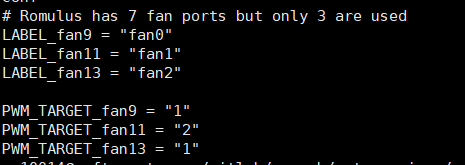 # Romulus has 7 fan ports but only 3 are used
LABEL_fan9 = "fan0"
LABEL_fan11 = "fan1"
LABEL_fan13 = "fan2"
PWM_TARGET_fan9 = "1"
PWM_TARGET_fan11 = "2"
PWM_TARGET_fan13 = "1"